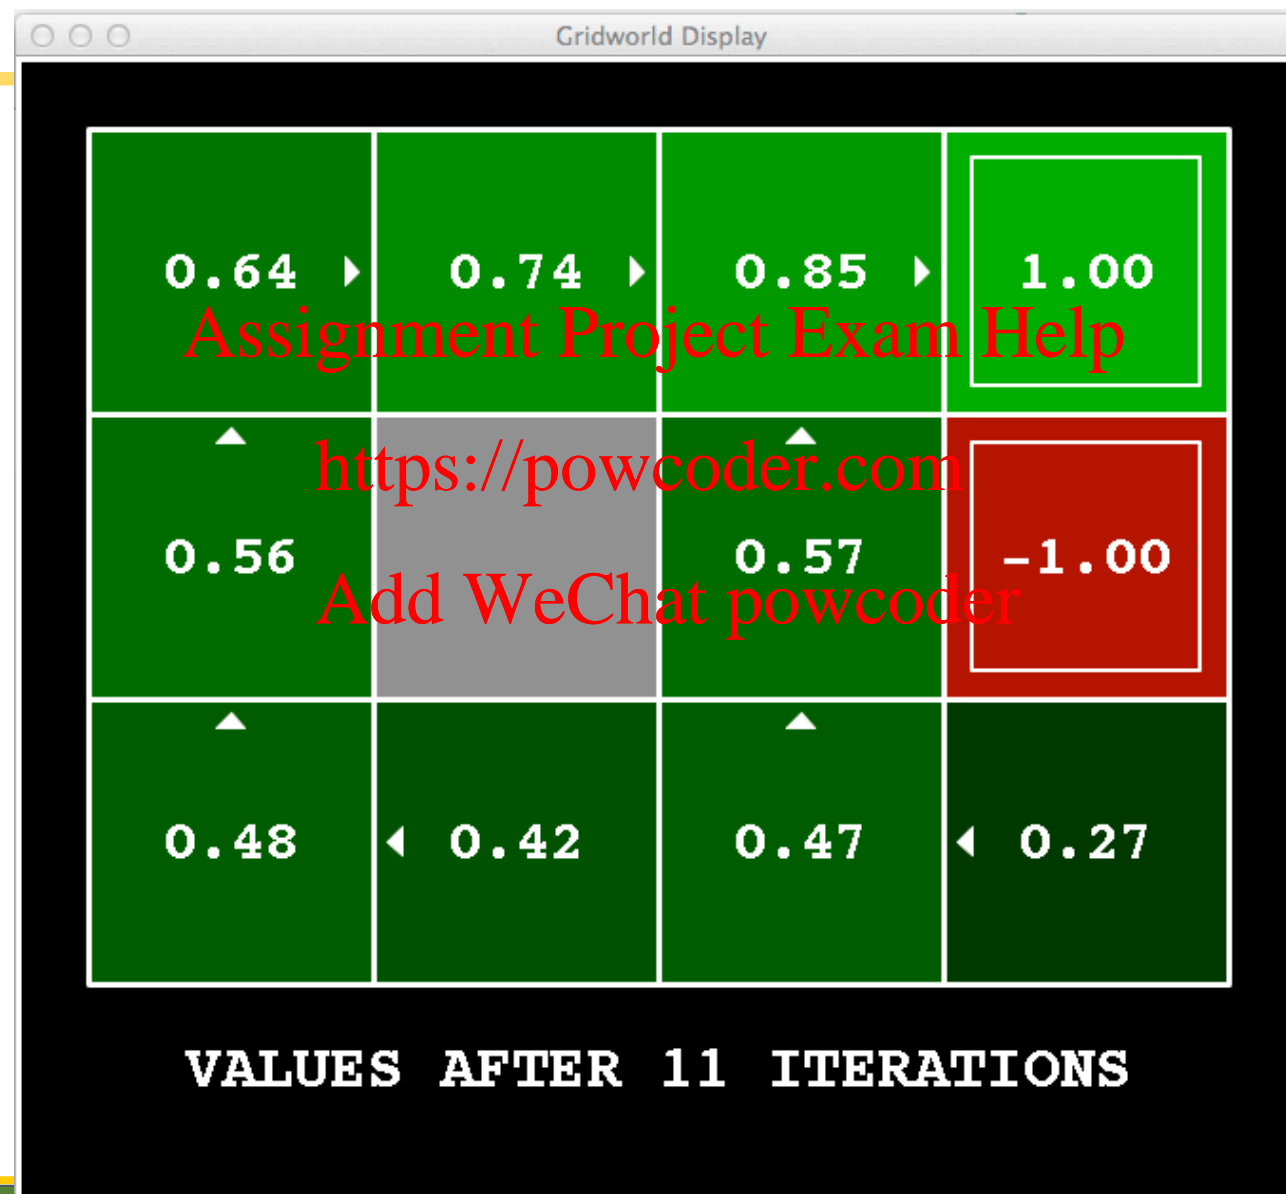 Gridworld Display
0.64 0.74 0.85 1.00
Assignment Project Exam Help
https://powcoder.com
0.56 0.57 -1.00
Add WeChat powcoder
0.48 0.42 0.47 0.27
VALUES AFTER 11 ITERATIONS